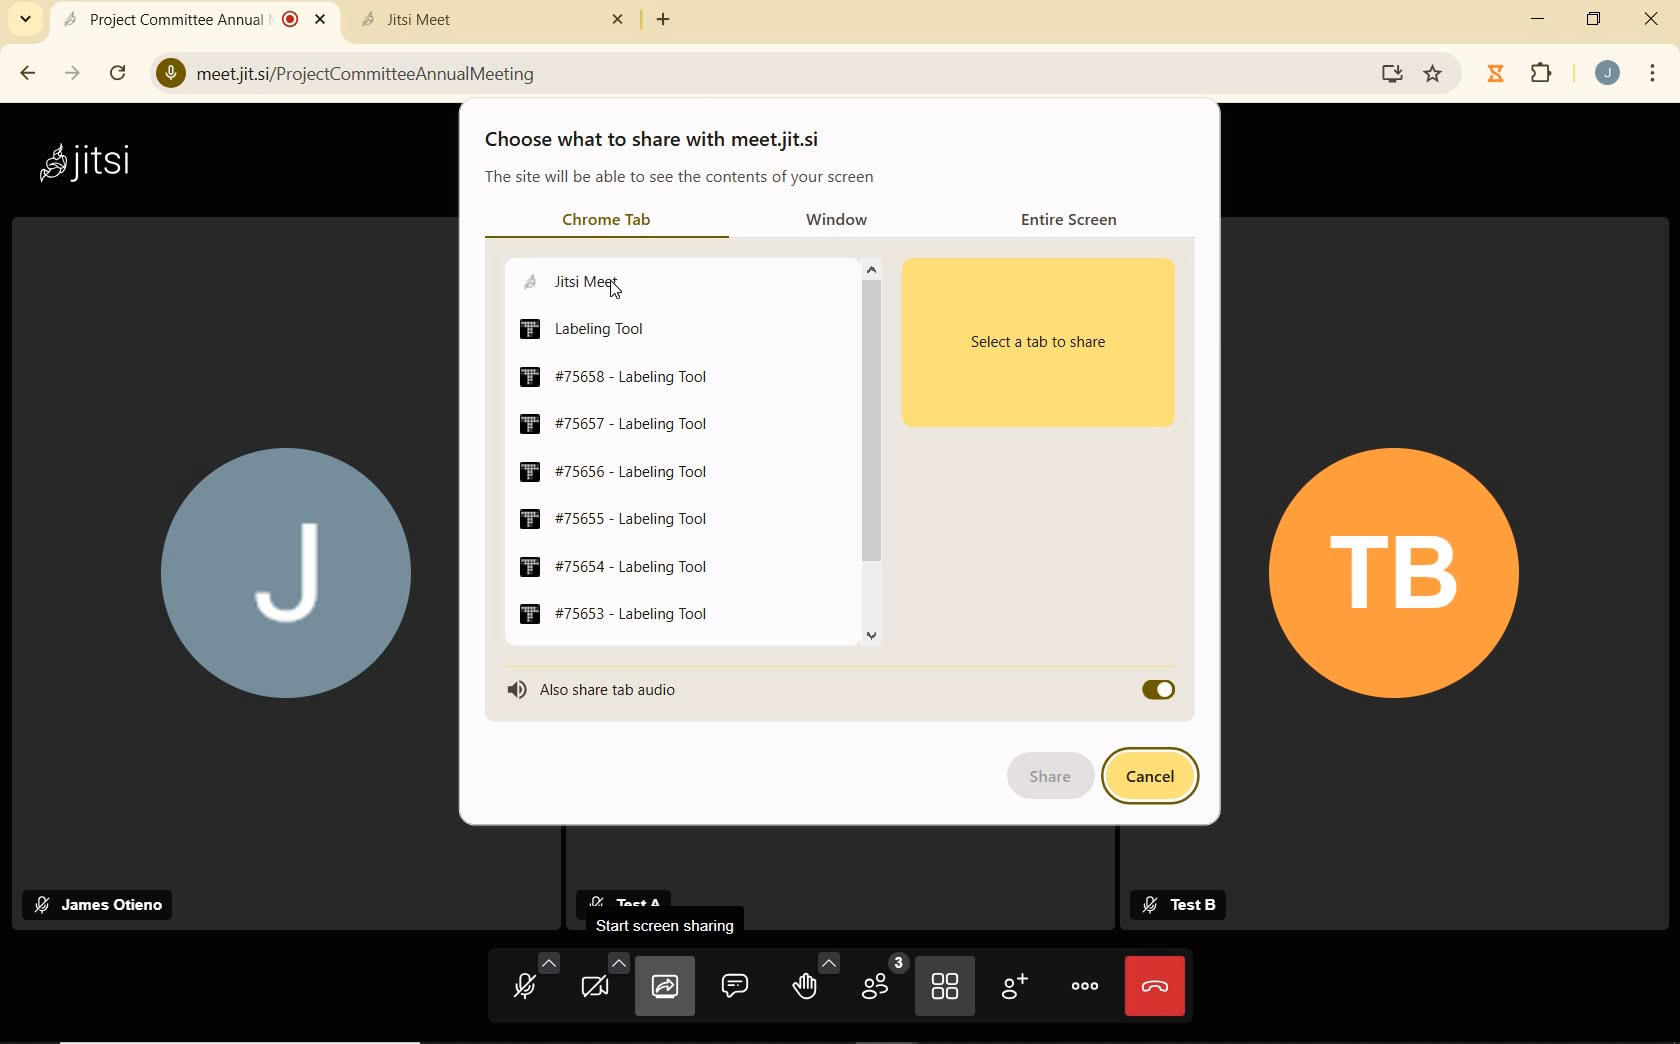 Project Committee Annual
Jitsi Meet
meet.jit.si/ProjectCommitteeAnnualMeeting
J
jitsi
Choose what to share with meet.jit.si
The site will be able to see the contents of your screen
Chrome Tab
Window
Entire Screen
Jitsi Meet
Labeling Tool
#75658 - Labeling Tool
#75657 - Labeling Tool
#75656 - Labeling Tool
#75655 - Labeling Tool
#75654 - Labeling Tool
#75653 - Labeling Tool
Select a tab to share
Also share tab audio
Share
Cancel
J
TB
James Otieno
Test A
Test B
Start screen sharing
3